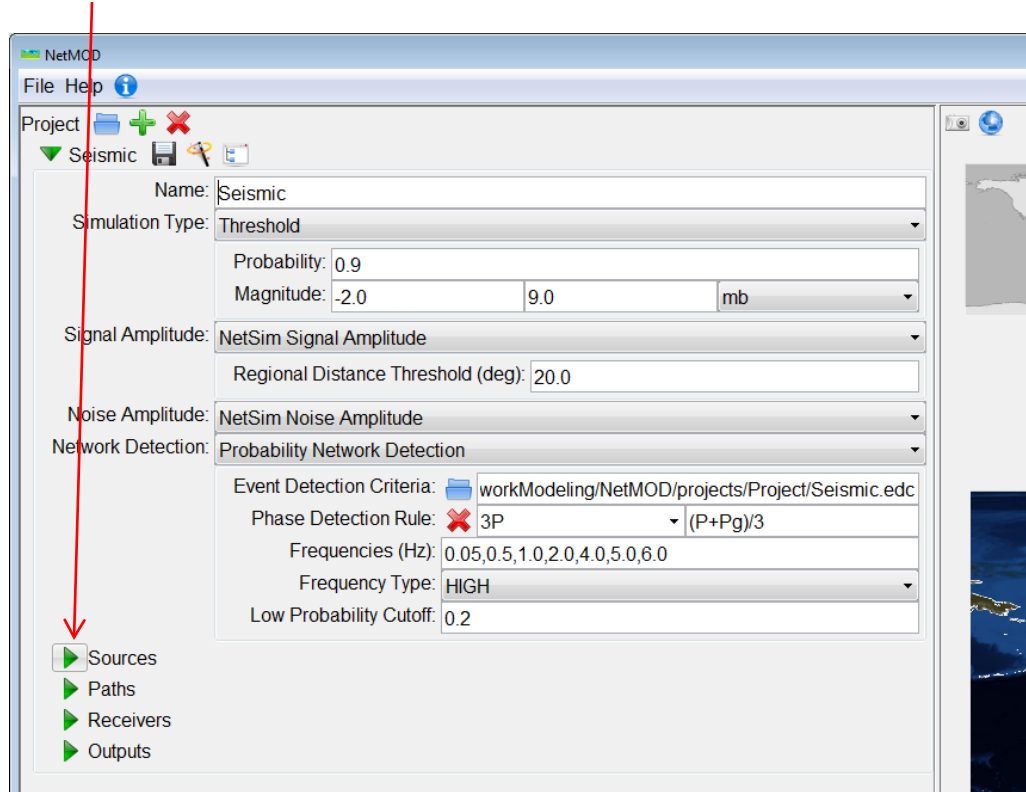 NetMOD
File Help
Project
Seismic
Name: Seismic
Simulation Type: Threshold
Probability: 0.9
Magnitude: -2.0 9.0 mb
Signal Amplitude: NetSim Signal Amplitude
Regional Distance Threshold (deg): 20.0
Noise Amplitude: NetSim Noise Amplitude
Network Detection: Probability Network Detection
Event Detection Criteria: workModeling/NetMOD/projects/Project/Seismic.edc
Phase Detection Rule: 3P (P+Pg)/3
Frequencies (Hz): 0.05,0.5,1.0,2.0,4.0,5.0,6.0
Frequency Type: HIGH
Low Probability Cutoff: 0.2
Sources
Paths
Receivers
Outputs